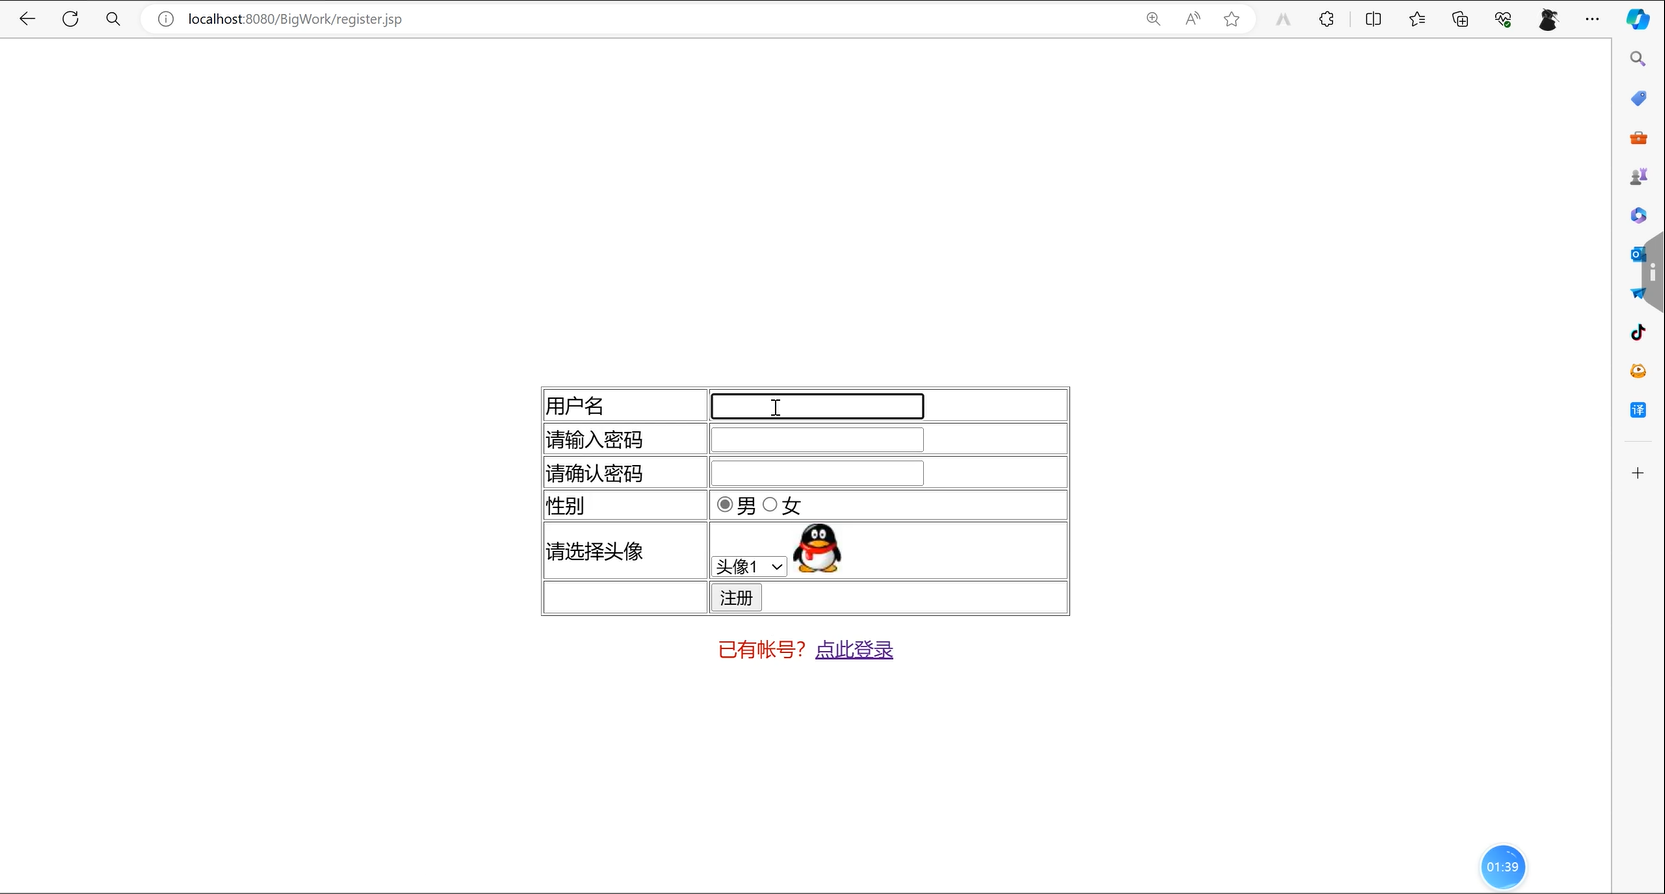 localhost:8080/BigWork/register.jsp
用户名
请输入密码
请确认密码
性别 男 女
请选择头像 头像1
注册
已有帐号？点此登录
译
01:39